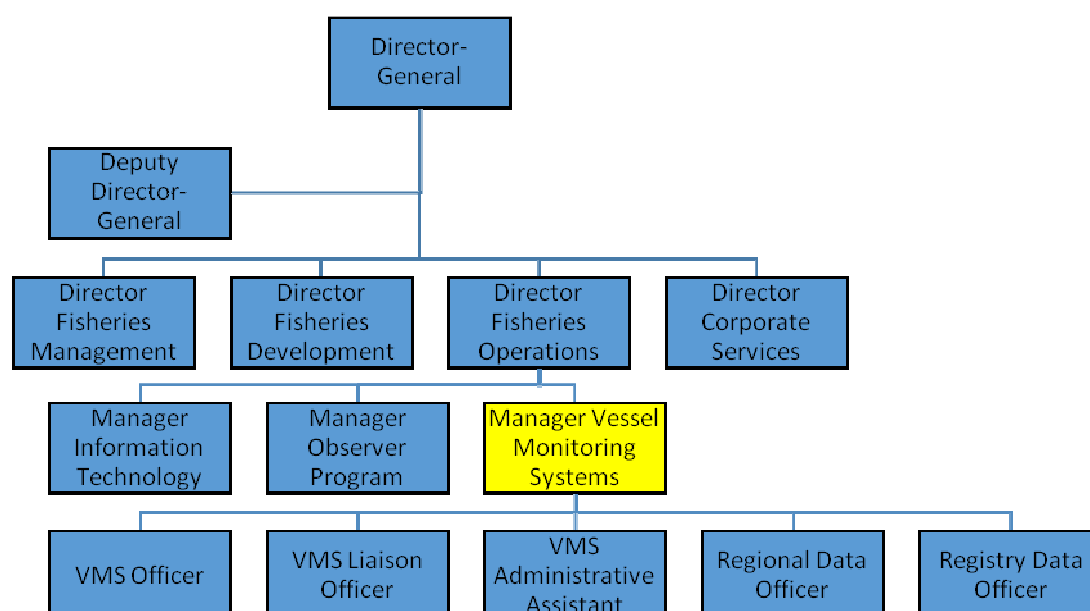 Director-
General
Deputy
Director-
General
Director
Fisheries
Management
Director
Fisheries
Development
Director
Fisheries
Operations
Director
Corporate
Services
Manager
Information
Technology
Manager
Observer
Program
Manager Vessel
Monitoring
Systems
VMS Officer
VMS Liaison
Officer
VMS
Administrative
Assistant
Regional Data
Officer
Registry Data
Officer